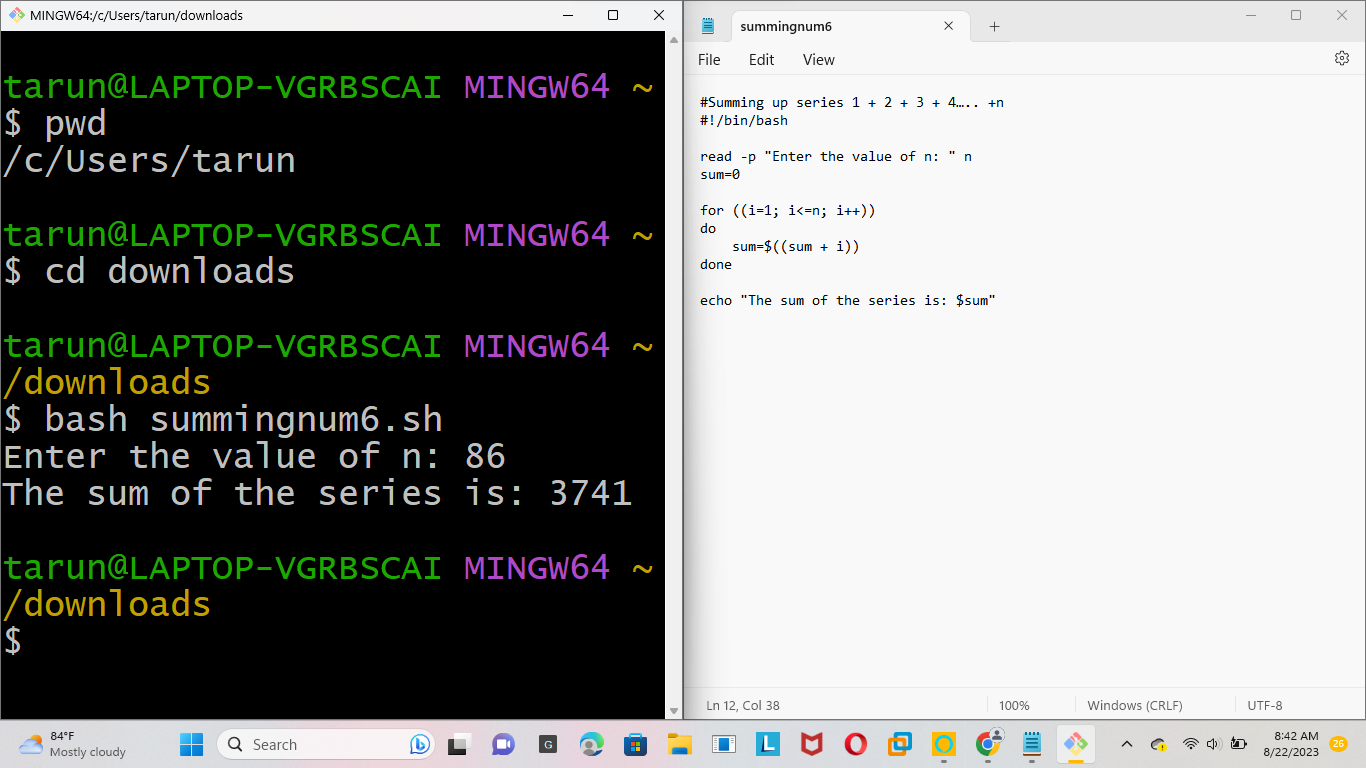 MINGW64:/c/Users/tarun/downloads
tarun@LAPTOP-VGRBSCAI MINGW64 ~
$ pwd
/c/Users/tarun
tarun@LAPTOP-VGRBSCAI MINGW64 ~
$ cd downloads
tarun@LAPTOP-VGRBSCAI MINGW64 ~
/downloads
$ bash summingnum6.sh
Enter the value of n: 86
The sum of the series is: 3741
tarun@LAPTOP-VGRBSCAI MINGW64 ~
/downloads
$
summingnum6
File Edit View
#Summing up series 1 + 2 + 3 + 4….. +n
#!/bin/bash
read -p "Enter the value of n: " n
sum=0
for ((i=1; i<=n; i++))
do
    sum=$((sum + i))
done
echo "The sum of the series is: $sum"
Ln 12, Col 38 100% Windows (CRLF) UTF-8
84°F
Mostly cloudy
Search
G
L
8:42 AM
8/22/2023
26